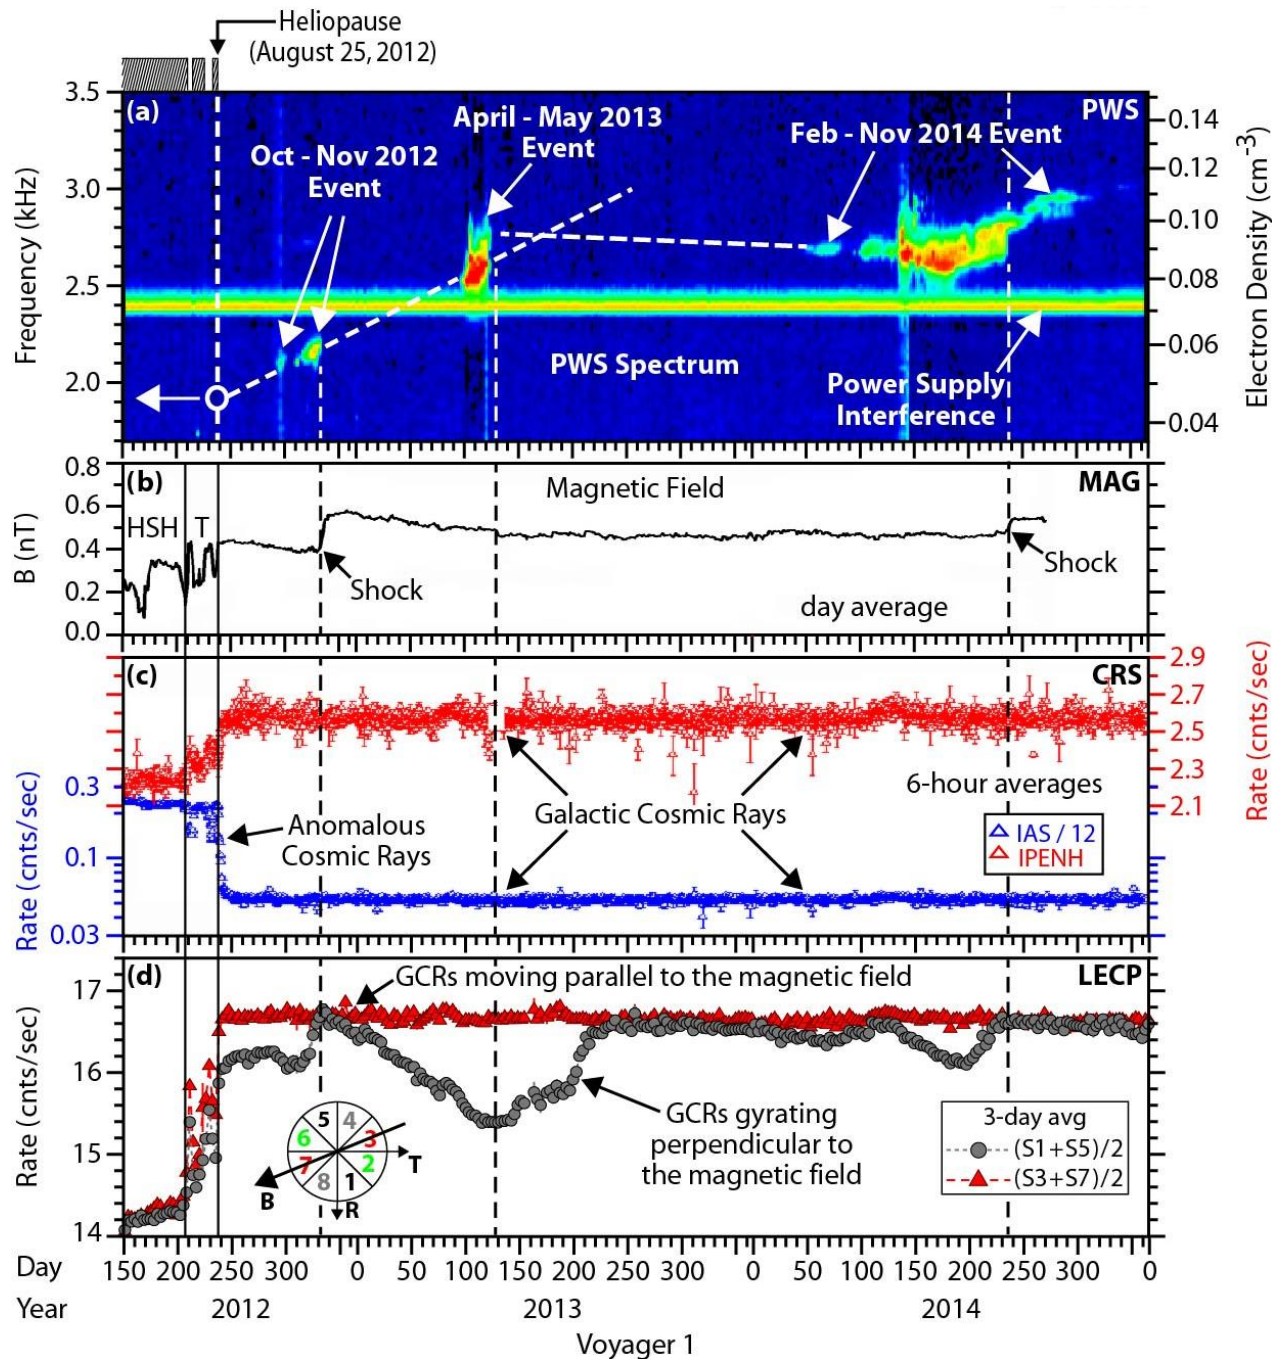 Heliopause
(August 25, 2012)
(a)
PWS
Oct - Nov 2012
Event
April - May 2013
Event
Feb - Nov 2014 Event
PWS Spectrum
Power Supply
Interference
Frequency (kHz)
3.5
3.0
2.5
2.0
Electron Density (cm⁻³)
0.14
0.12
0.10
0.08
0.06
0.04
(b)
MAG
HSH
T
Magnetic Field
Shock
Shock
day average
B (nT)
0.8
0.6
0.4
0.2
0.0
(c)
CRS
Anomalous
Cosmic Rays
Galactic Cosmic Rays
6-hour averages
IAS / 12
IPENH
Rate (cnts/sec)
0.3
0.1
0.03
Rate (cnts/sec)
2.9
2.7
2.5
2.3
2.1
(d)
LECP
GCRs moving parallel to the magnetic field
GCRs gyrating
perpendicular to
the magnetic field
3-day avg
(S1+S5)/2
(S3+S7)/2
5 4
6 3
7 2
8 1
T
B
R
Rate (cnts/sec)
17
16
15
14
Day
150 200 250 300 0 50 100 150 200 250 300 0 50 100 150 200 250 300 0
Year
2012 2013 2014
Voyager 1